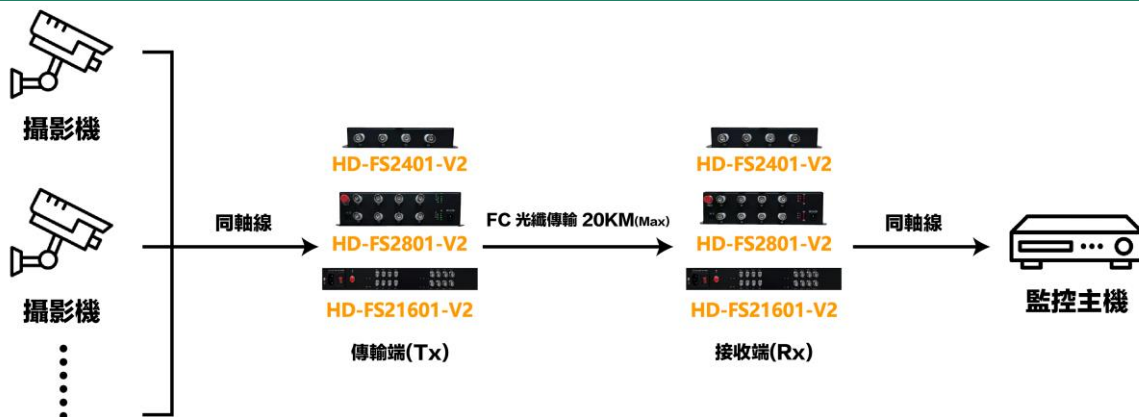 攝影機
攝影機
同軸線
HD-FS2401-V2
HD-FS2801-V2
HD-FS21601-V2
傳輸端(Tx)
FC 光纖傳輸 20KM(Max)
HD-FS2401-V2
HD-FS2801-V2
HD-FS21601-V2
接收端(Rx)
同軸線
監控主機